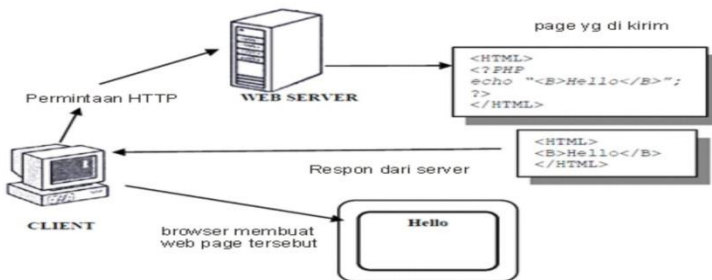 page yg di kirim
<HTML>
<?PHP
echo "<B>Hello</B>";
?>
</HTML>
Permintaan HTTP
WEB SERVER
<HTML>
<B>Hello</B>
</HTML>
Respon dari server
CLIENT
browser membuat
web page tersebut
Hello